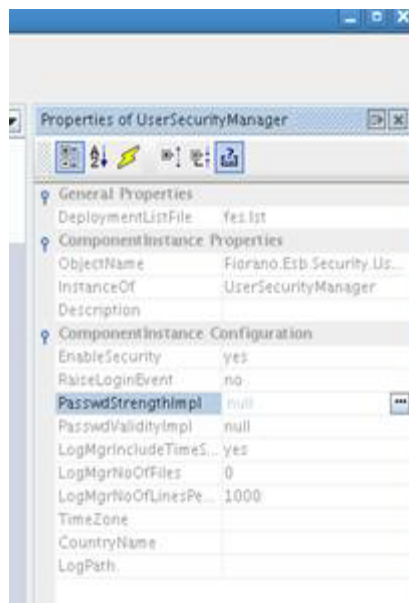 Properties of UserSecurityManager
General Properties
DeploymentListFile fes.lst
ComponentInstance Properties
ObjectName Fiorano.Esb.Security.Us...
InstanceOf UserSecurityManager
Description
ComponentInstance Configuration
EnableSecurity yes
RaiseLoginEvent no
PasswdStrengthImpl null
PasswdValidityImpl null
LogMgrIncludeTimeS... yes
LogMgrNoOfFiles 0
LogMgrNoOfLinesPe... 1000
TimeZone
CountryName
LogPath